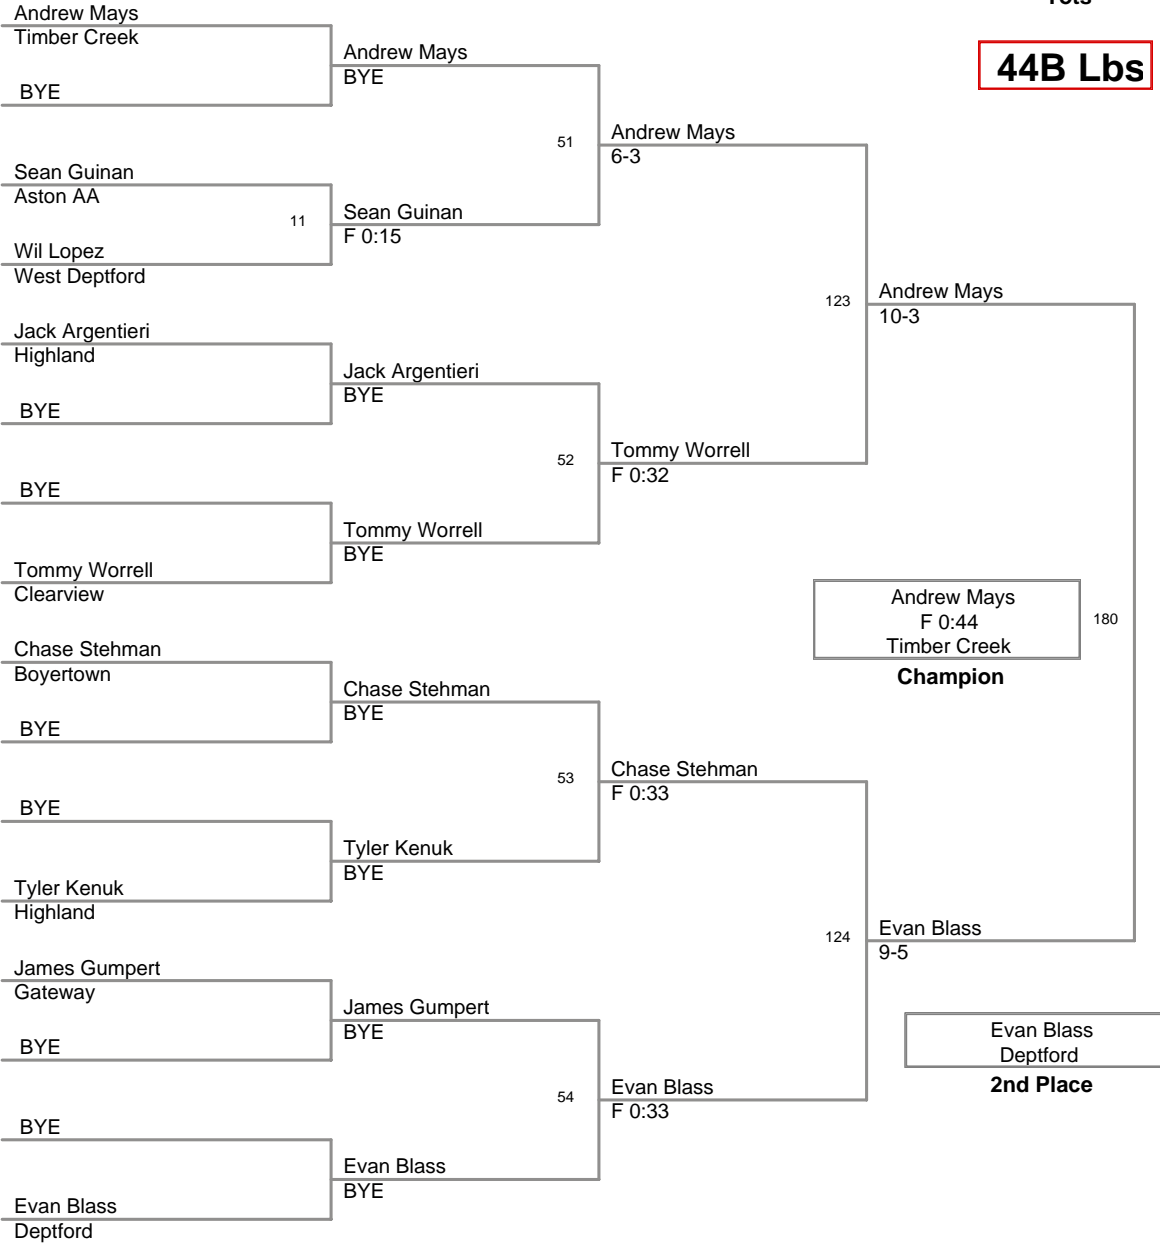 Tots
44B Lbs
Andrew Mays
Timber Creek
BYE
Sean Guinan
Aston AA
11
Wil Lopez
West Deptford
Jack Argentieri
Highland
BYE
BYE
Tommy Worrell
Clearview
Chase Stehman
Boyertown
BYE
BYE
Tyler Kenuk
Highland
James Gumpert
Gateway
BYE
BYE
Evan Blass
Deptford
Andrew Mays
BYE
51
Sean Guinan
F 0:15
Jack Argentieri
BYE
52
Tommy Worrell
BYE
Chase Stehman
BYE
53
Tyler Kenuk
BYE
James Gumpert
BYE
54
Evan Blass
BYE
Andrew Mays
6-3
123
Tommy Worrell
F 0:32
Chase Stehman
F 0:33
124
Evan Blass
F 0:33
Andrew Mays
10-3
Evan Blass
9-5
180
Andrew Mays
F 0:44
Timber Creek
Champion
Evan Blass
Deptford
2nd Place